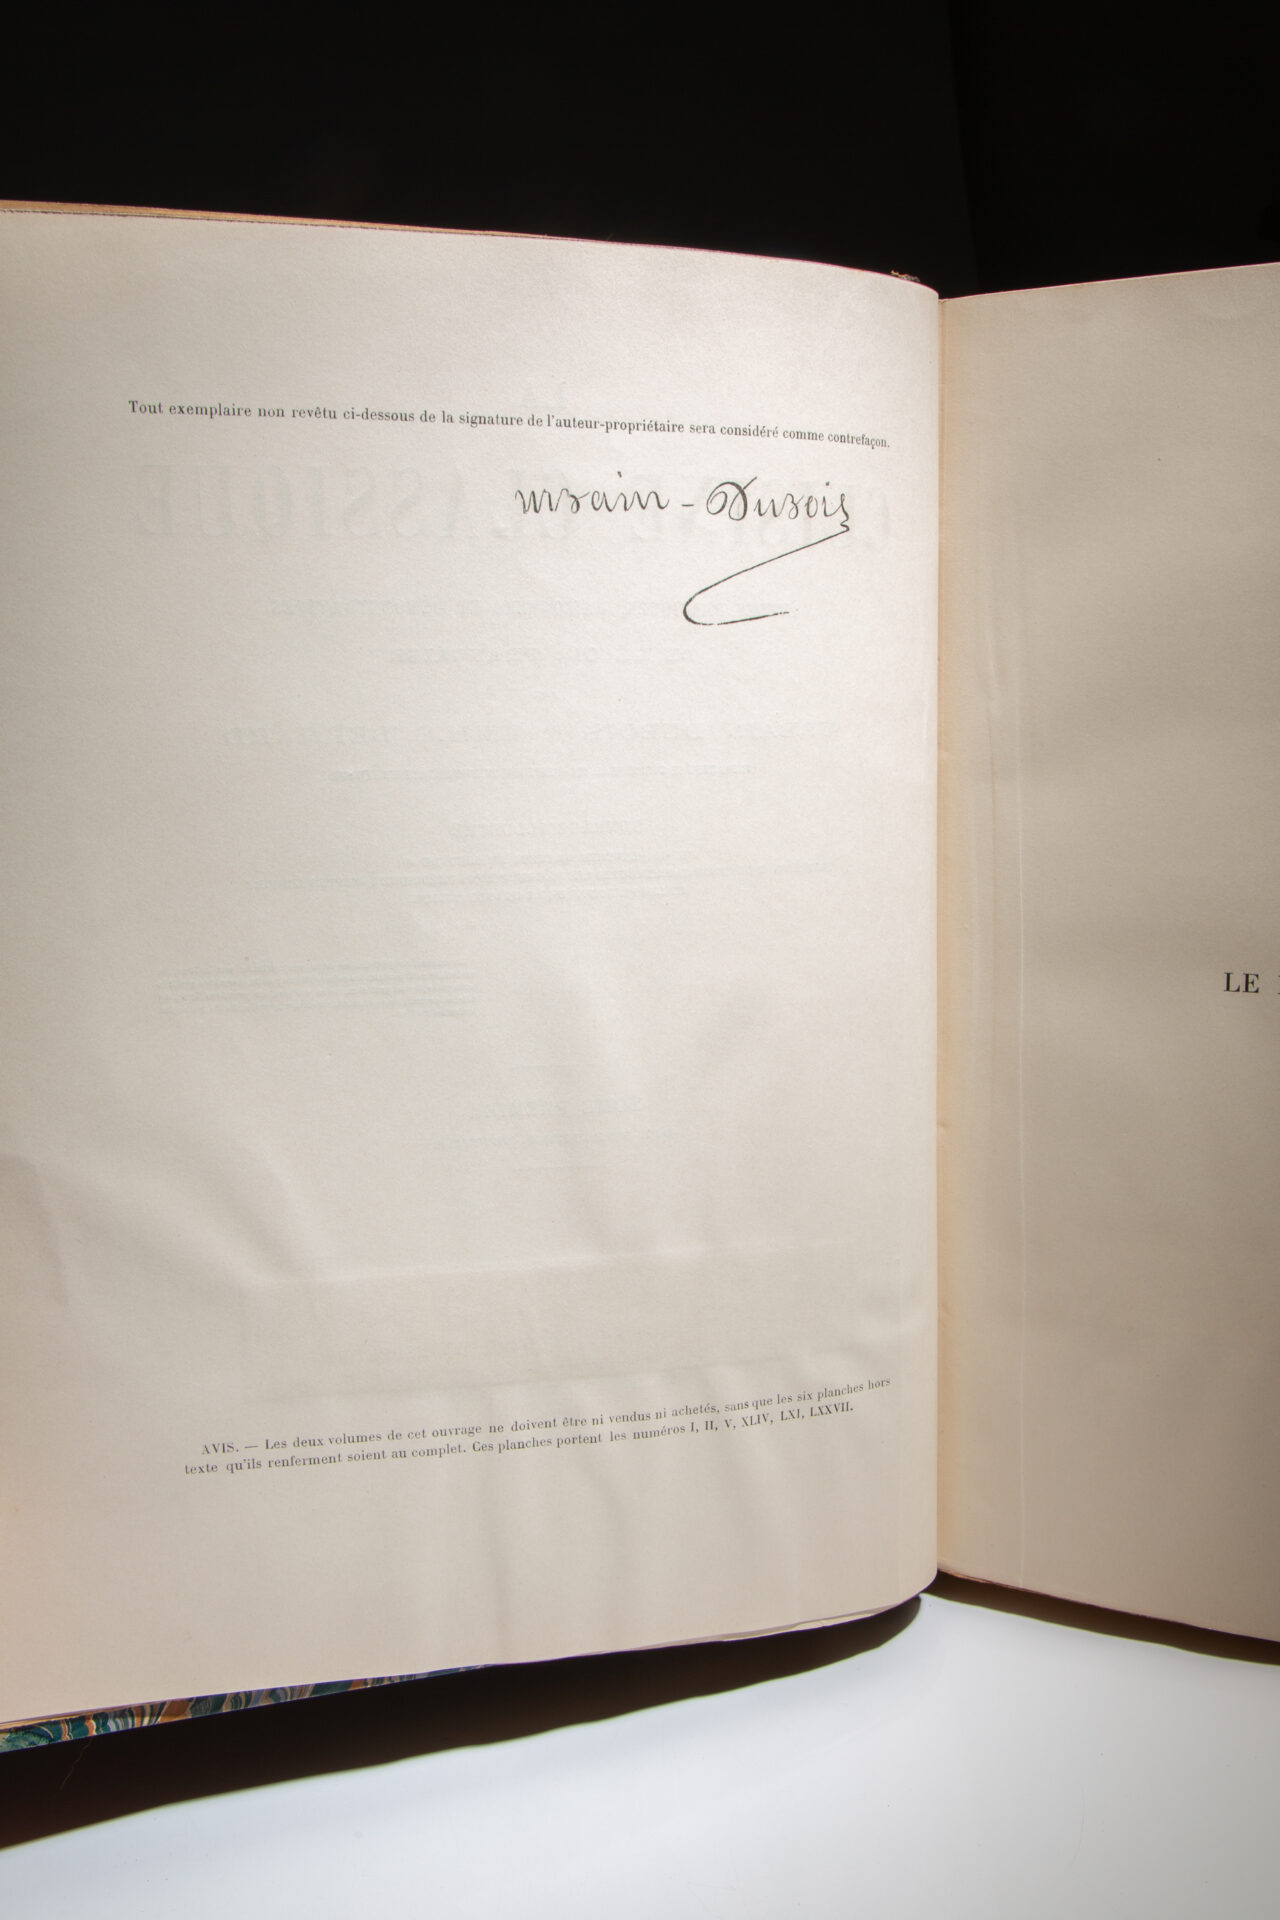 Tout exemplaire non revêtu ci-dessous de la signature de l'auteur-propriétaire sera considéré comme contrefaçon.
urbain-Dubois
AVIS. — Les deux volumes de cet ouvrage ne doivent être ni vendus ni achetés, sans que les six planches hors
texte qu'ils renferment soient au complet. Ces planches portent les numéros I, II, V, XLIV, LXI, LXXVII.
LE